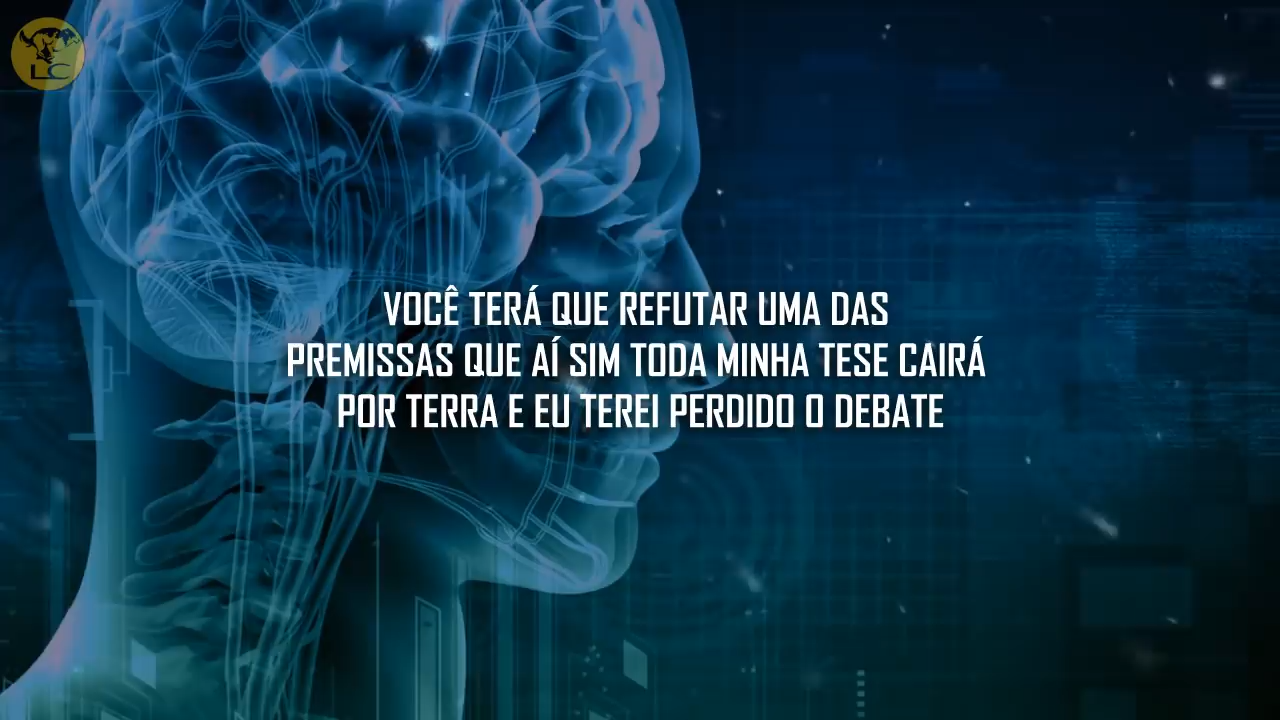 LC
VOCÊ TERÁ QUE REFUTAR UMA DAS
PREMISSAS QUE AÍ SIM TODA MINHA TESE CAIRÁ
POR TERRA E EU TEREI PERDIDO O DEBATE